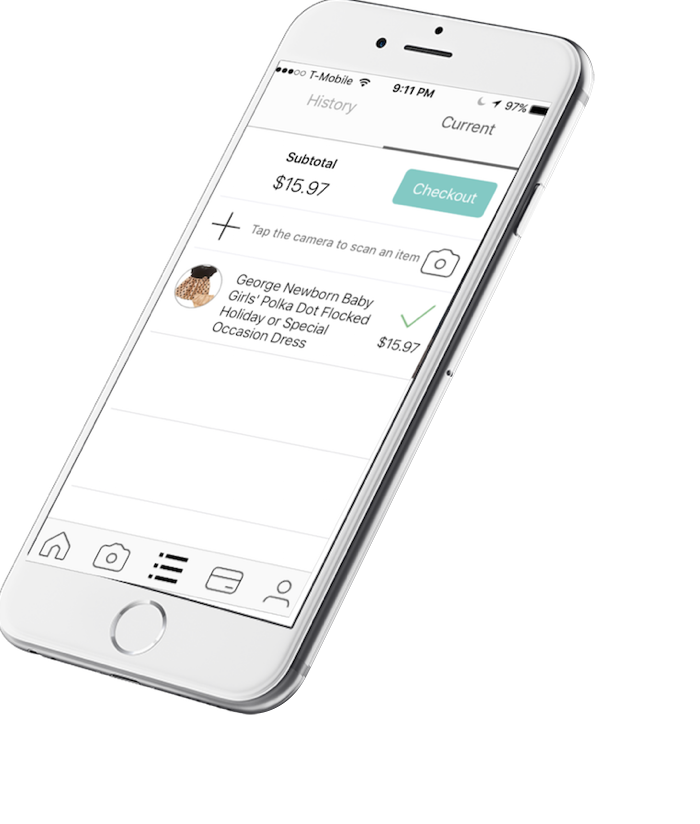 T-Mobile 9:11 PM 97%
History Current
Subtotal
$15.97
Checkout
Tap the camera to scan an item
George Newborn Baby
Girls' Polka Dot Flocked
Holiday or Special
Occasion Dress
$15.97